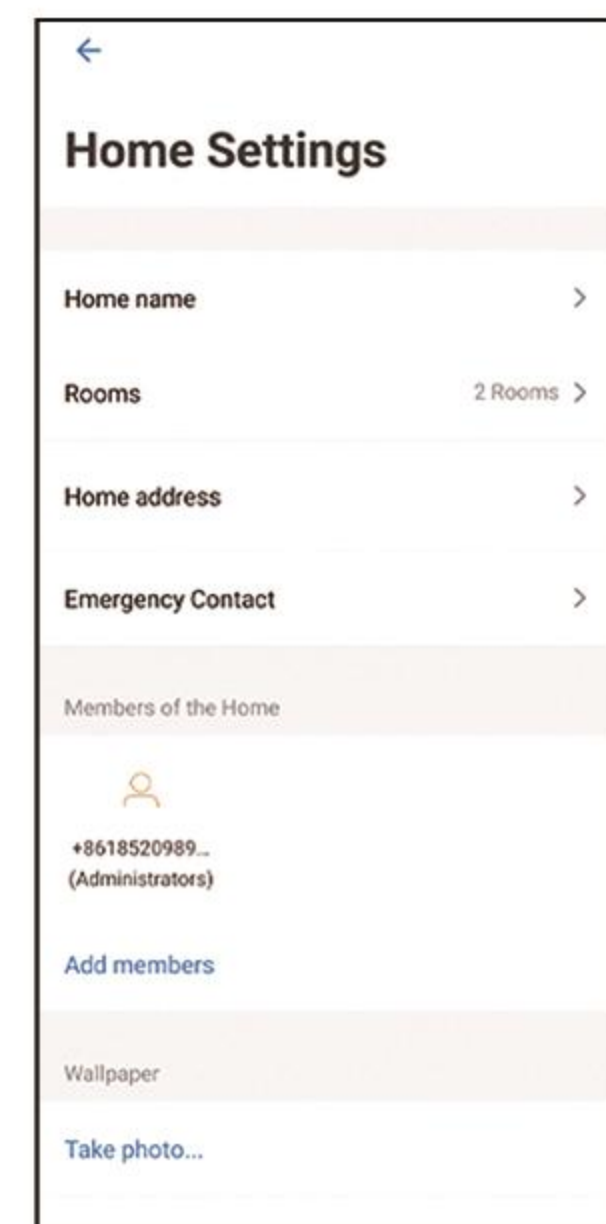 Home Settings
Home name
Rooms 2 Rooms
Home address
Emergency Contact
Members of the Home
+8618520989...
(Administrators)
Add members
Wallpaper
Take photo...